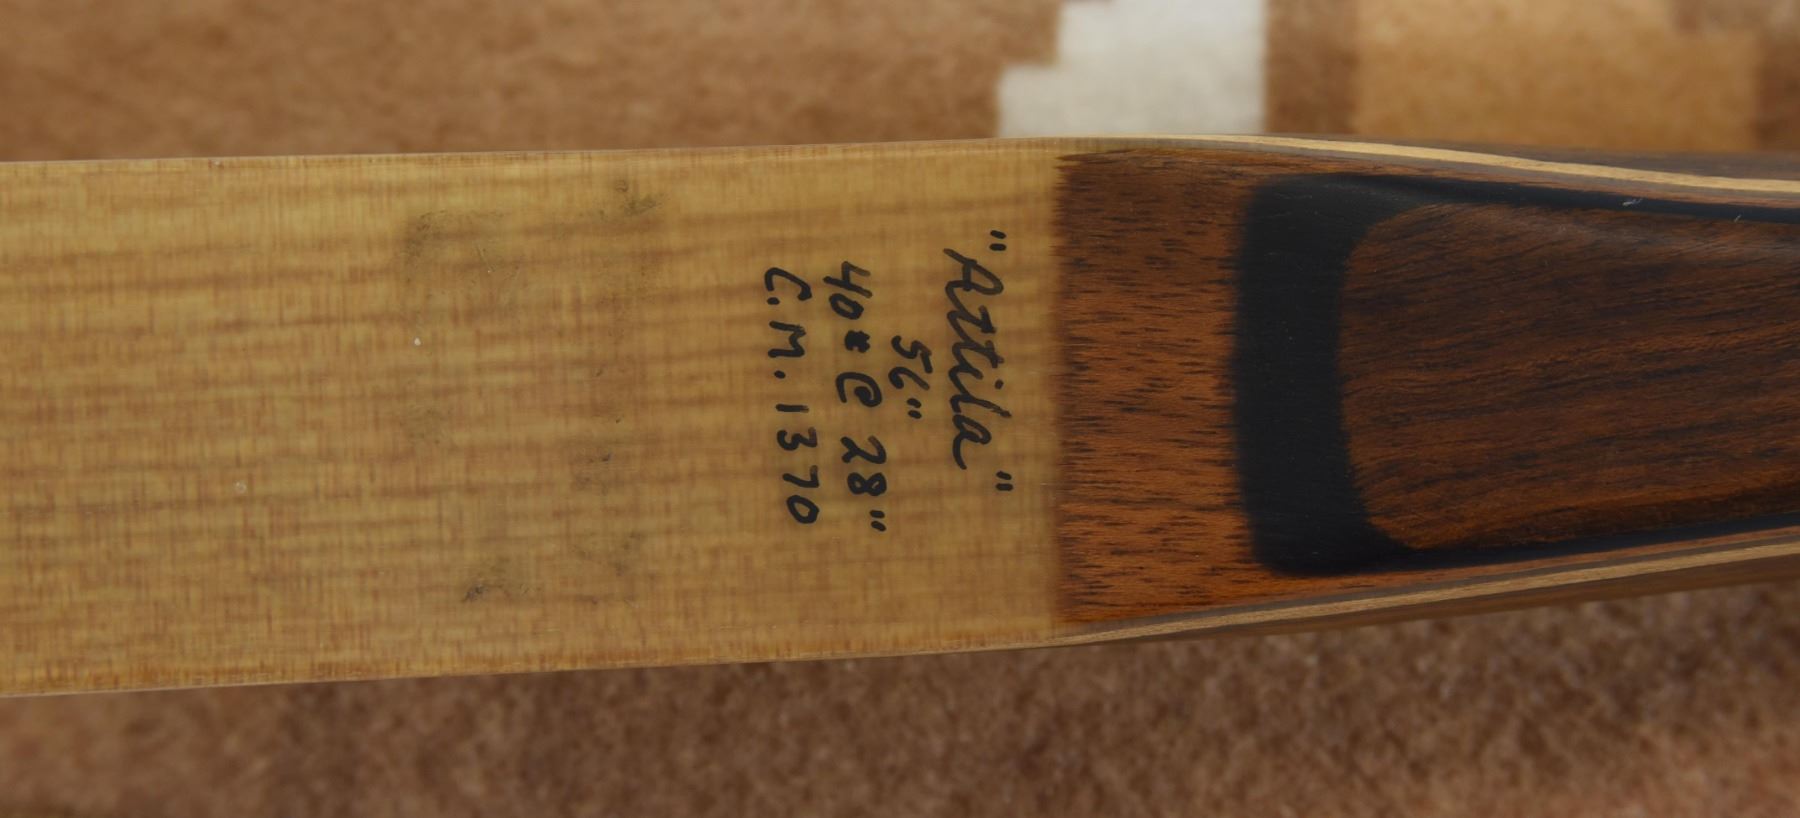 "Attila"
56"
40# @ 28"
C.M. 1370